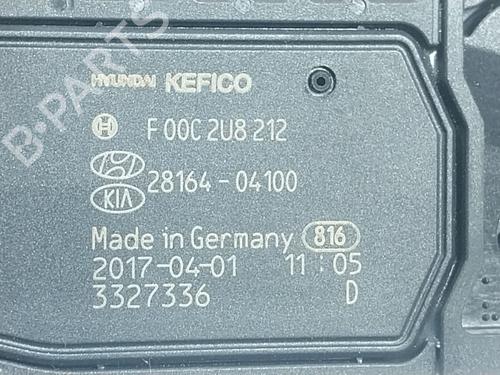 HYUNDAI KEFICO
F 00C 2U8 212
28164-04100
KIA
Made in Germany 816
2017-04-01 11:05
3327336 D
B-PARTS